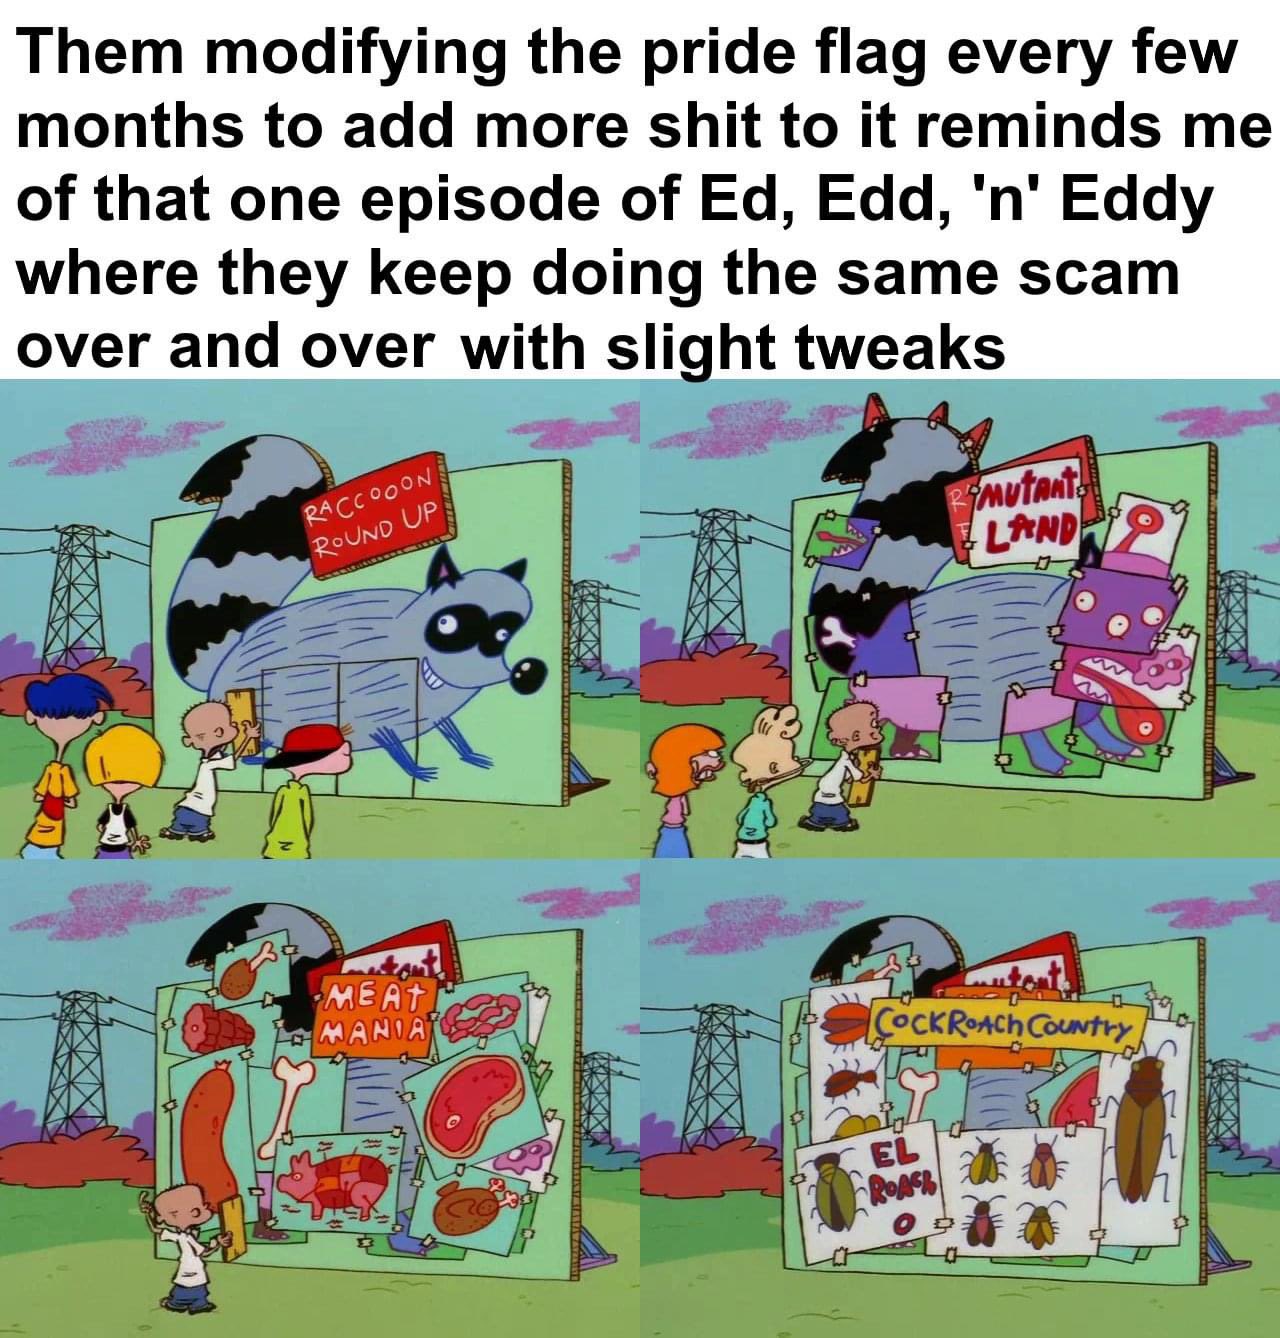 Them modifying the pride flag every few
months to add more shit to it reminds me
of that one episode of Ed, Edd, 'n' Eddy
where they keep doing the same scam
over and over with slight tweaks
RACCOOON
ROUND UP
MUTANT
LAND
MEAT
MANIA
utant
COCKROACH COUNTRY
EL
ROACH
O